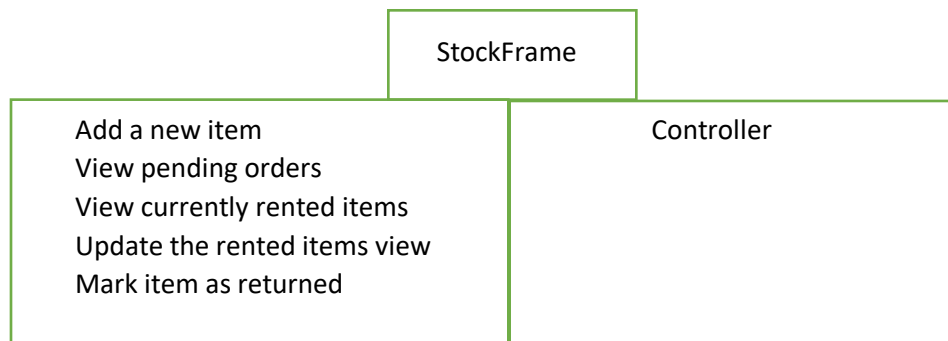 StockFrame
Add a new item
View pending orders
View currently rented items
Update the rented items view
Mark item as returned
Controller